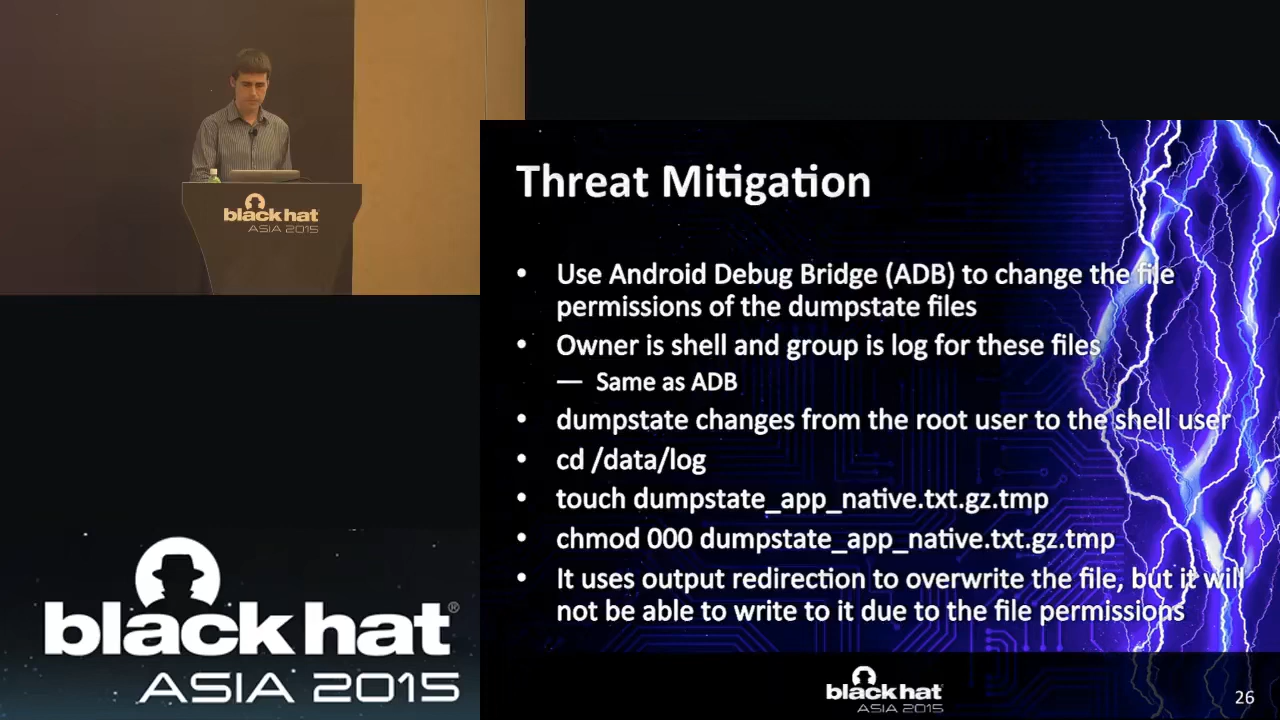 black hat
ASIA 2015
Threat Mitigation
• Use Android Debug Bridge (ADB) to change the file
permissions of the dumpstate files
• Owner is shell and group is log for these files
— Same as ADB
• dumpstate changes from the root user to the shell user
• cd /data/log
• touch dumpstate_app_native.txt.gz.tmp
• chmod 000 dumpstate_app_native.txt.gz.tmp
• It uses output redirection to overwrite the file, but it will
not be able to write to it due to the file permissions
black hat®
ASIA 2015
black hat
ASIA 2015
26